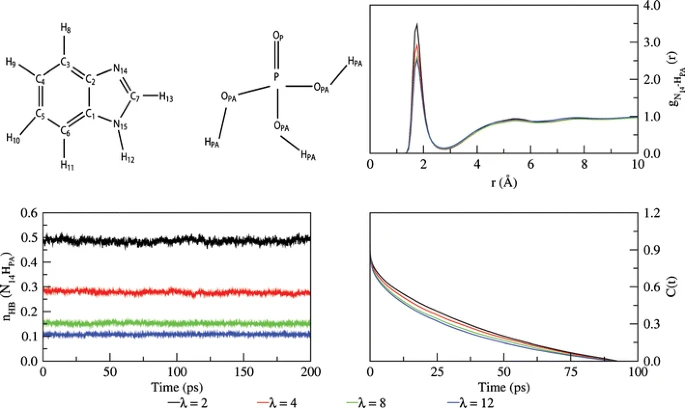 H8
H9
C3
C4
C2
N14
C7
H13
C5
C1
C6
N15
H10
H11
H12
OP
P
HPA
OPA
OPA
OPA
HPA
HPA
4.0
3.0
2.0
1.0
0.0
gN14-HPA (r)
0 2 4 6 8 10
r (Å)
0.6
0.5
0.4
0.3
0.2
0.1
0.0
nHB (N14HPA)
0 50 100 150 200
Time (ps)
1.2
0.9
0.6
0.3
0.0
C(t)
0 25 50 75 100
Time (ps)
λ = 2 λ = 4 λ = 8 λ = 12